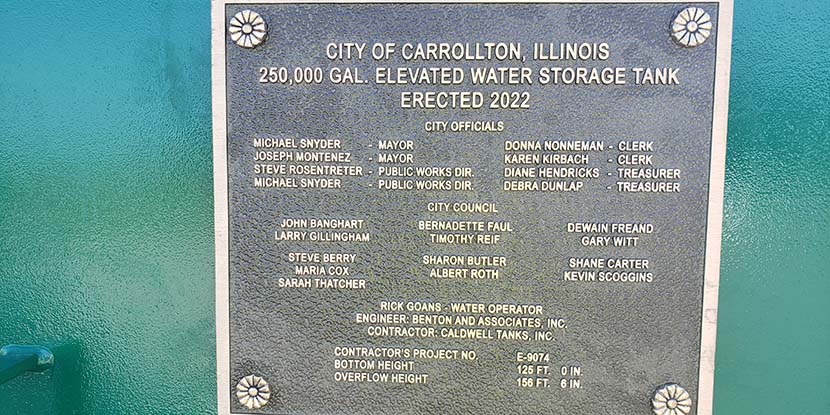 CITY OF CARROLLTON, ILLINOIS
250,000 GAL. ELEVATED WATER STORAGE TANK
ERECTED 2022
CITY OFFICIALS
MICHAEL SNYDER - MAYOR DONNA NONNEMAN - CLERK
JOSEPH MONTENEZ - MAYOR KAREN KIRBACH - CLERK
STEVE ROSENTRETER - PUBLIC WORKS DIR. DIANE HENDRICKS - TREASURER
MICHAEL SNYDER - PUBLIC WORKS DIR. DEBRA DUNLAP - TREASURER
CITY COUNCIL
JOHN BANGHART BERNADETTE FAUL DEWAIN FREAND
LARRY GILLINGHAM TIMOTHY REIF GARY WITT
STEVE BERRY SHARON BUTLER SHANE CARTER
MARIA COX ALBERT ROTH KEVIN SCOGGINS
SARAH THATCHER
RICK GOANS - WATER OPERATOR
ENGINEER: BENTON AND ASSOCIATES, INC.
CONTRACTOR: CALDWELL TANKS, INC.
CONTRACTOR'S PROJECT NO. E-9074
BOTTOM HEIGHT 125 FT. 0 IN.
OVERFLOW HEIGHT 156 FT. 6 IN.